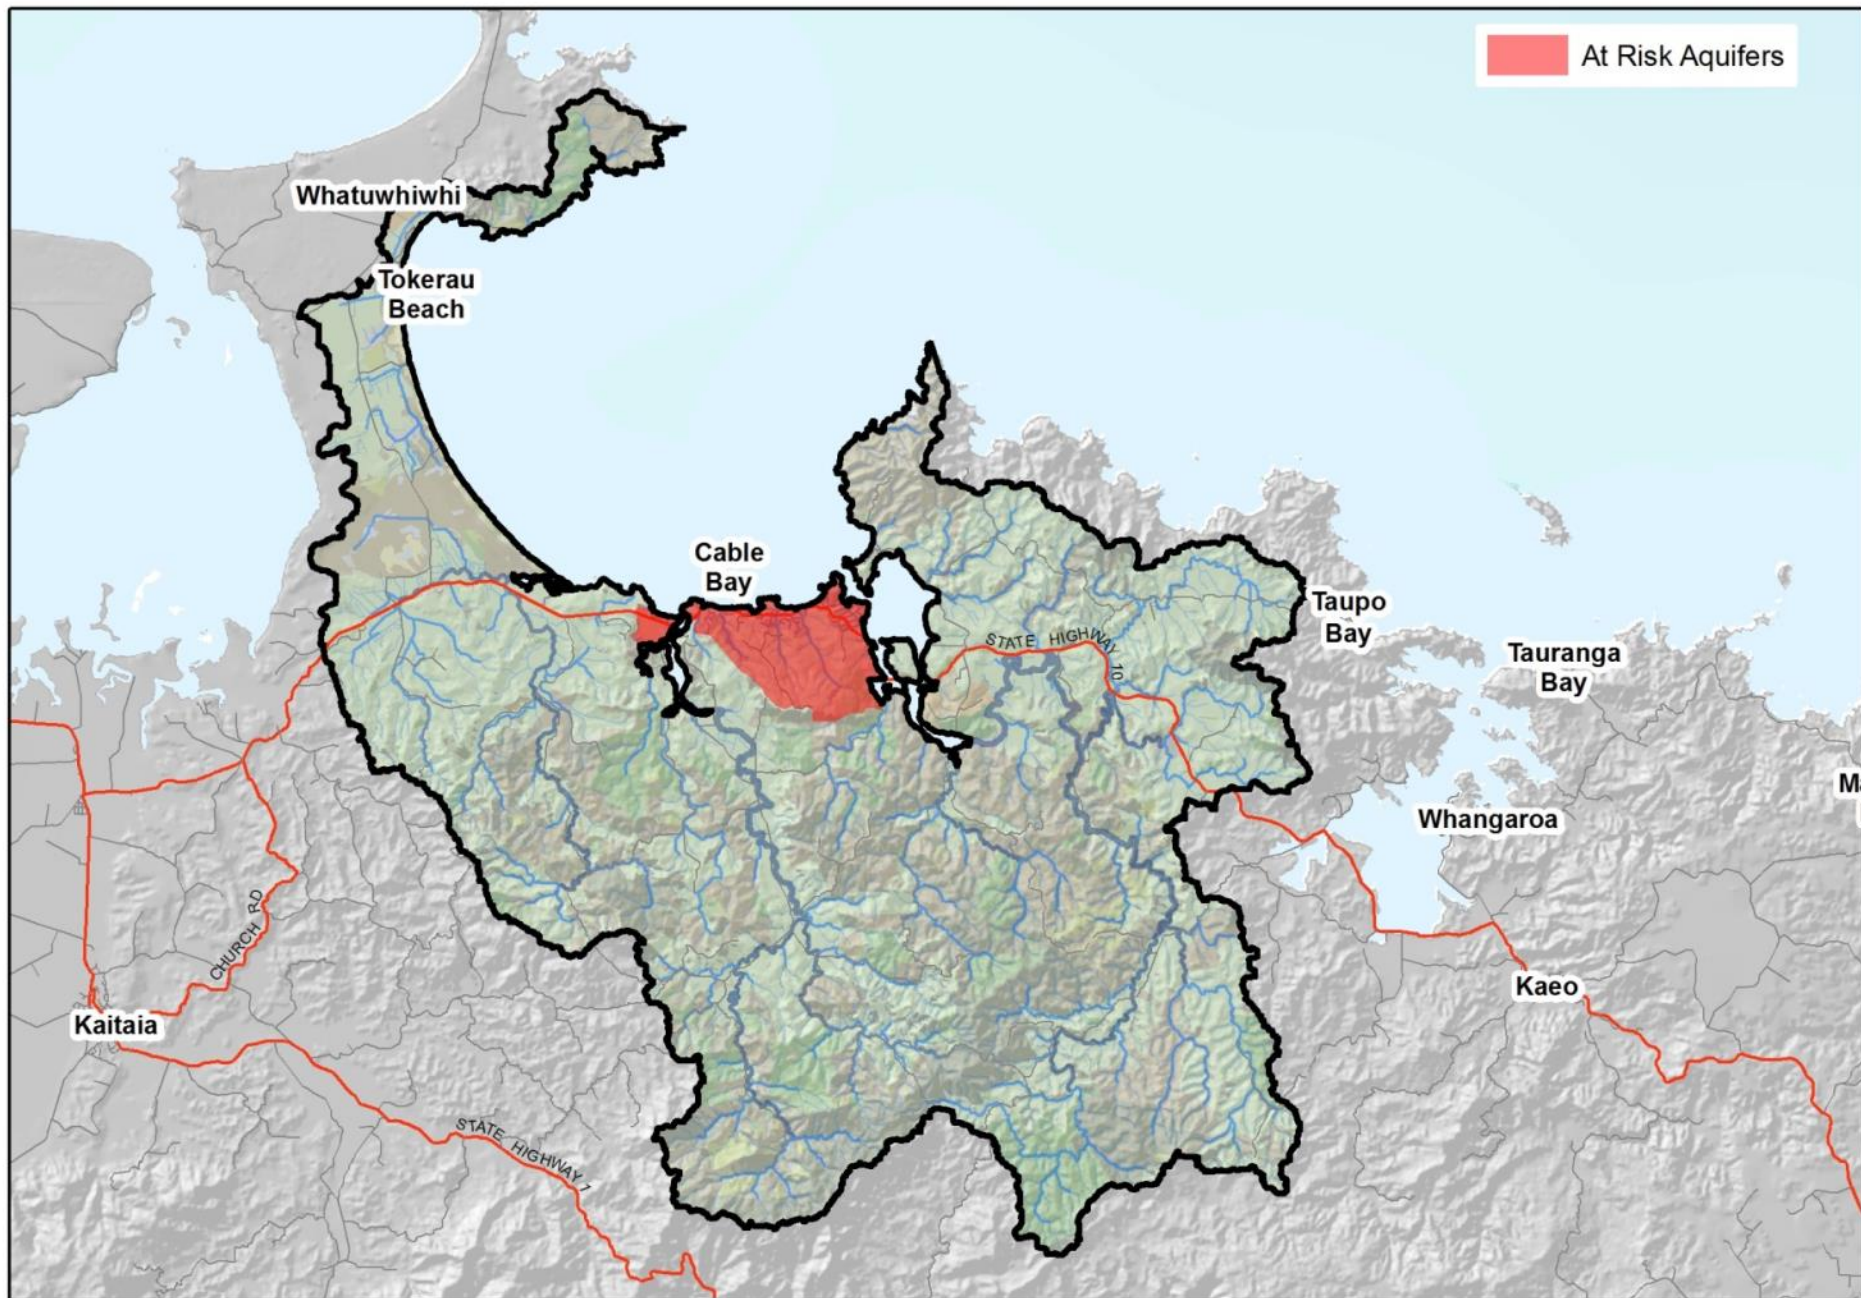 At Risk Aquifers
Whatuwhiwhi
Tokerau
Beach
Cable
Bay
Taupo
Bay
STATE HIGHWAY 10
Tauranga
Bay
Whangaroa
CHURCH RD
Kaeo
Kaitaia
STATE HIGHWAY 1